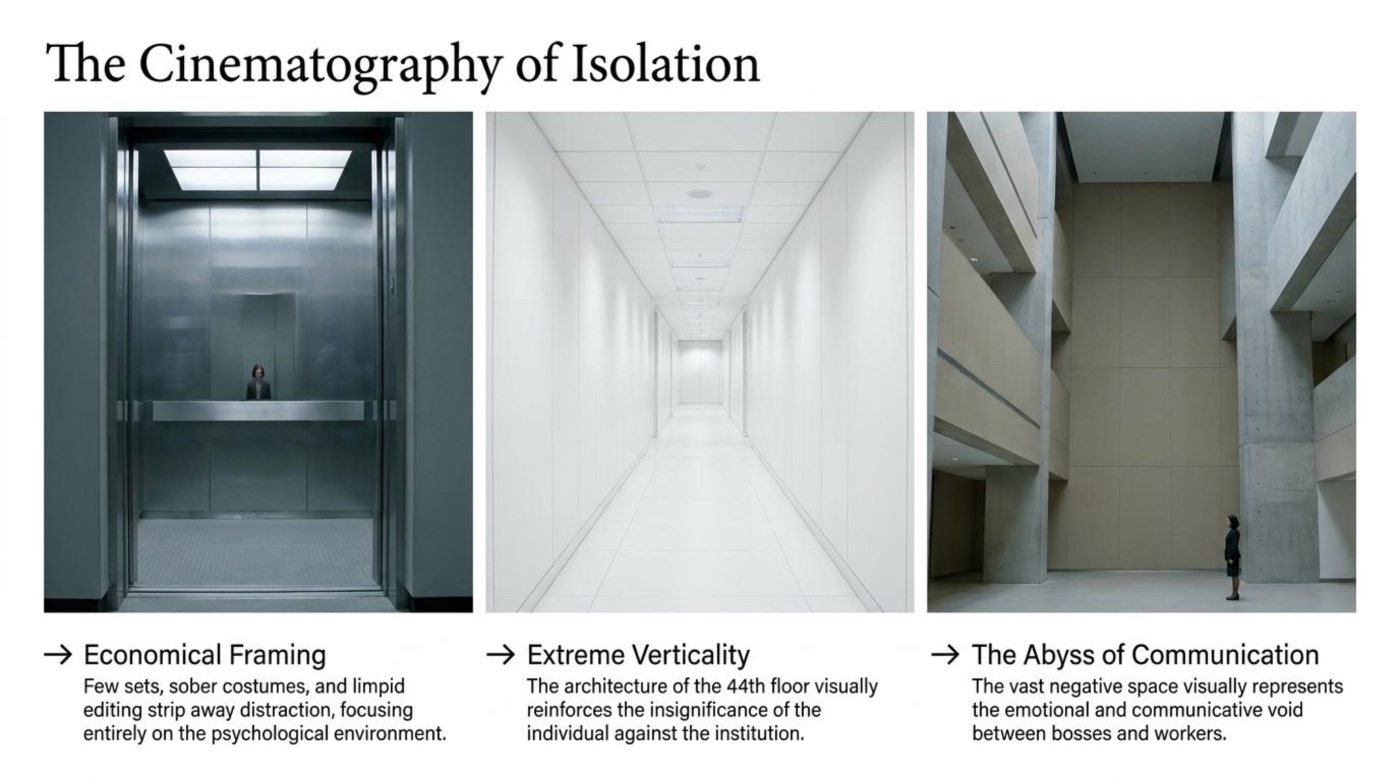 The Cinematography of Isolation
→ Economical Framing
Few sets, sober costumes, and limpid
editing strip away distraction, focusing
entirely on the psychological environment.
→ Extreme Verticality
The architecture of the 44th floor visually
reinforces the insignificance of the
individual against the institution.
→ The Abyss of Communication
The vast negative space visually represents
the emotional and communicative void
between bosses and workers.